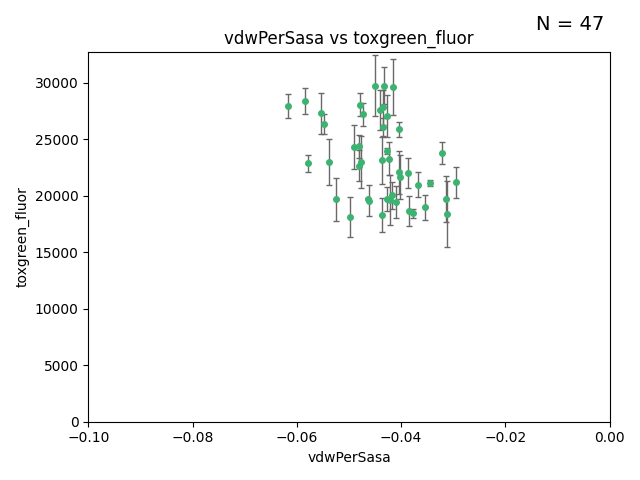 N = 47
vdwPerSasa vs toxgreen_fluor
30000
25000
20000
15000
10000
5000
0
toxgreen_fluor
−0.10 −0.08 −0.06 −0.04 −0.02 0.00
vdwPerSasa